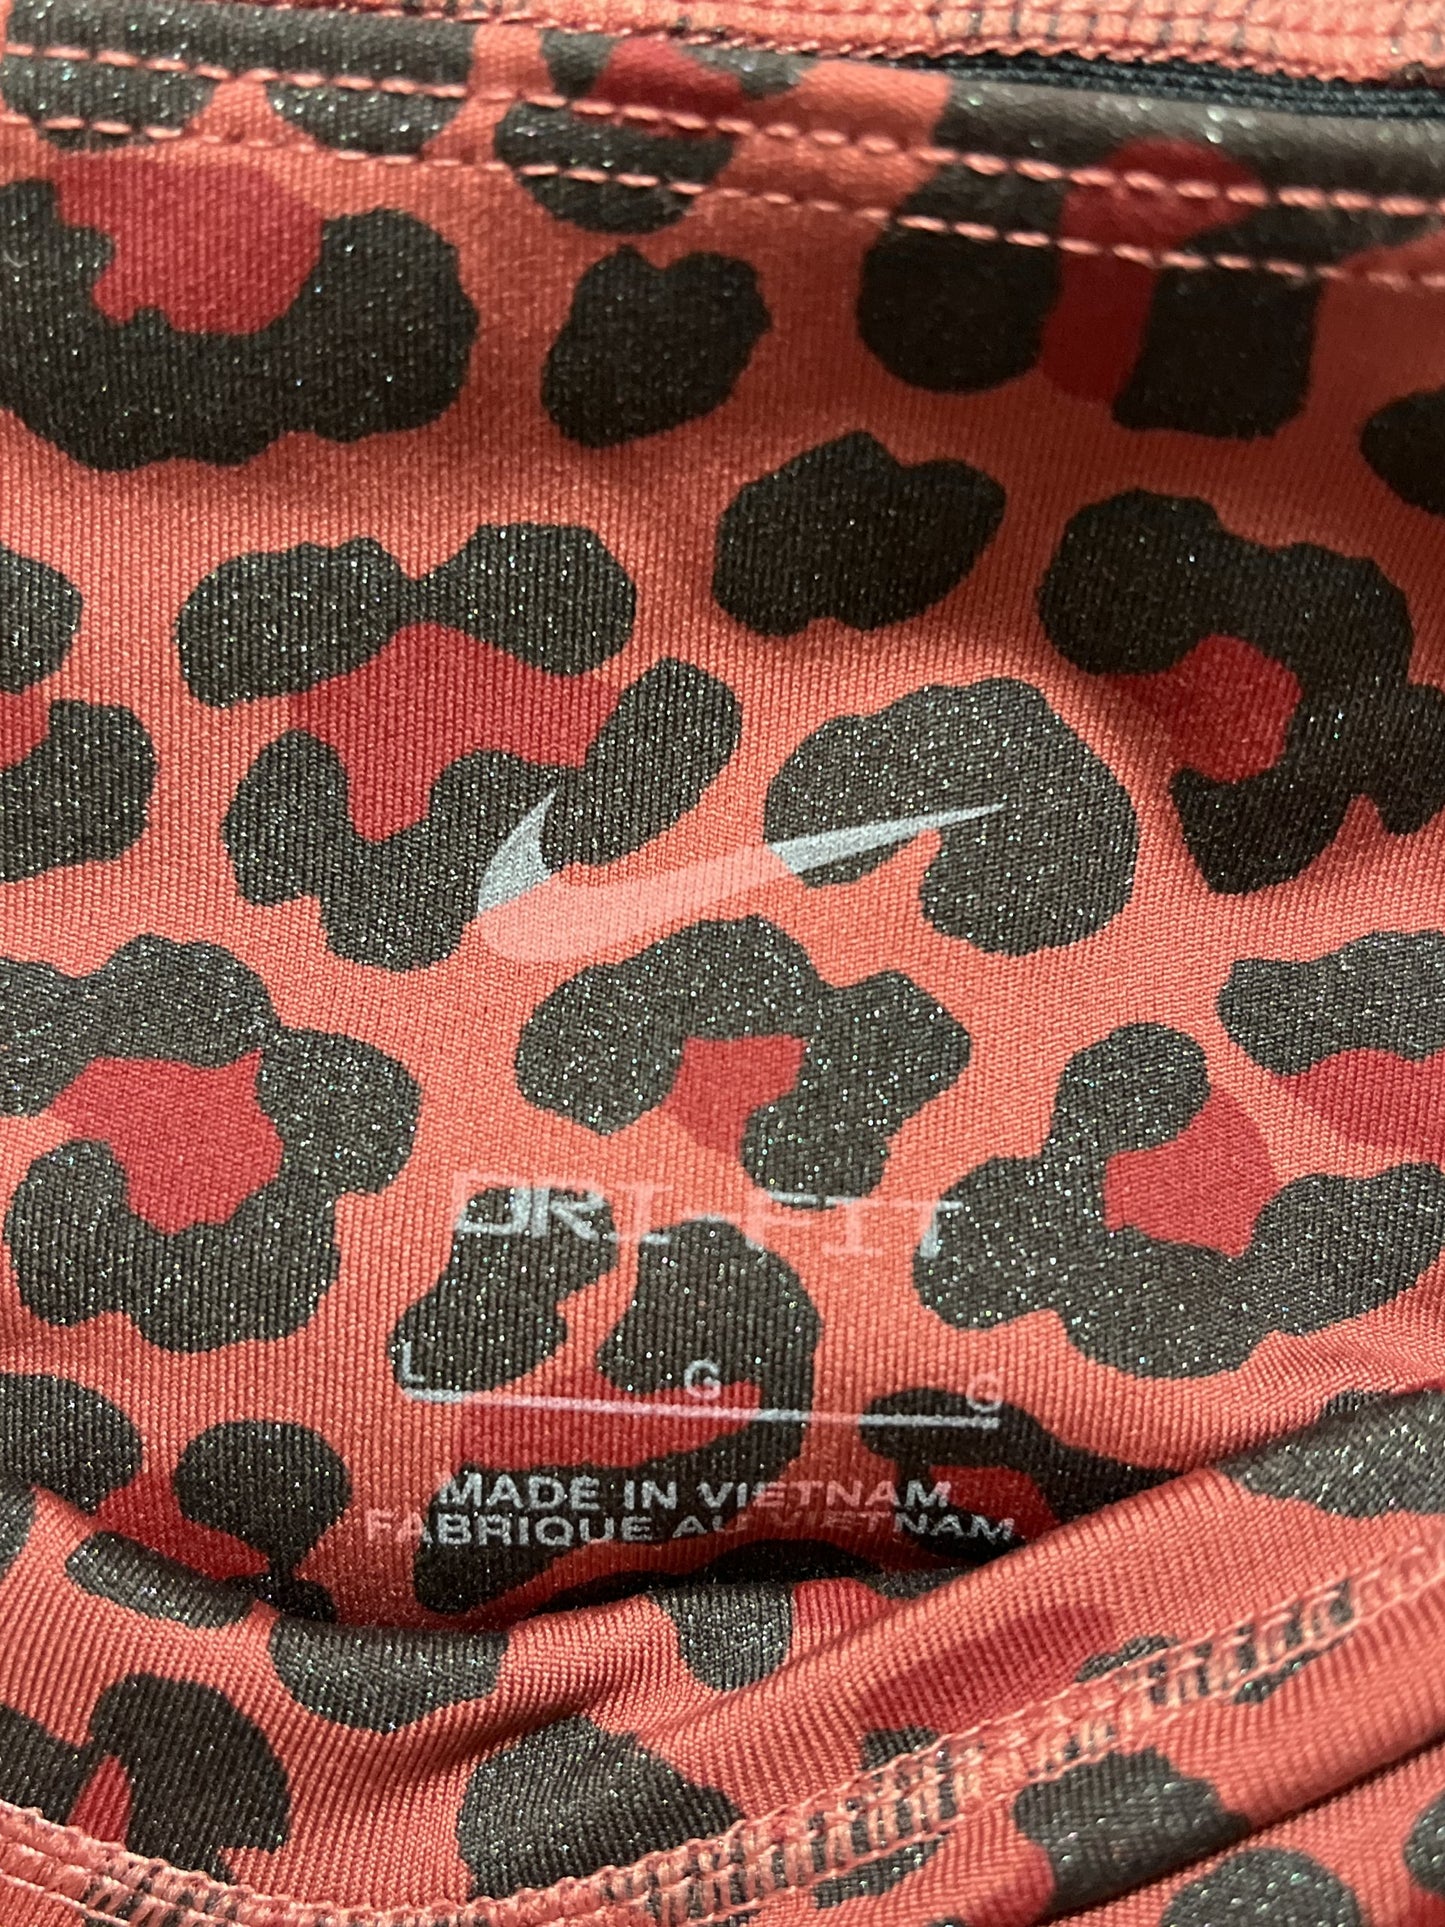 DRI-FIT
L G G
MADE IN VIETNAM
FABRIQUE AU VIETNAM